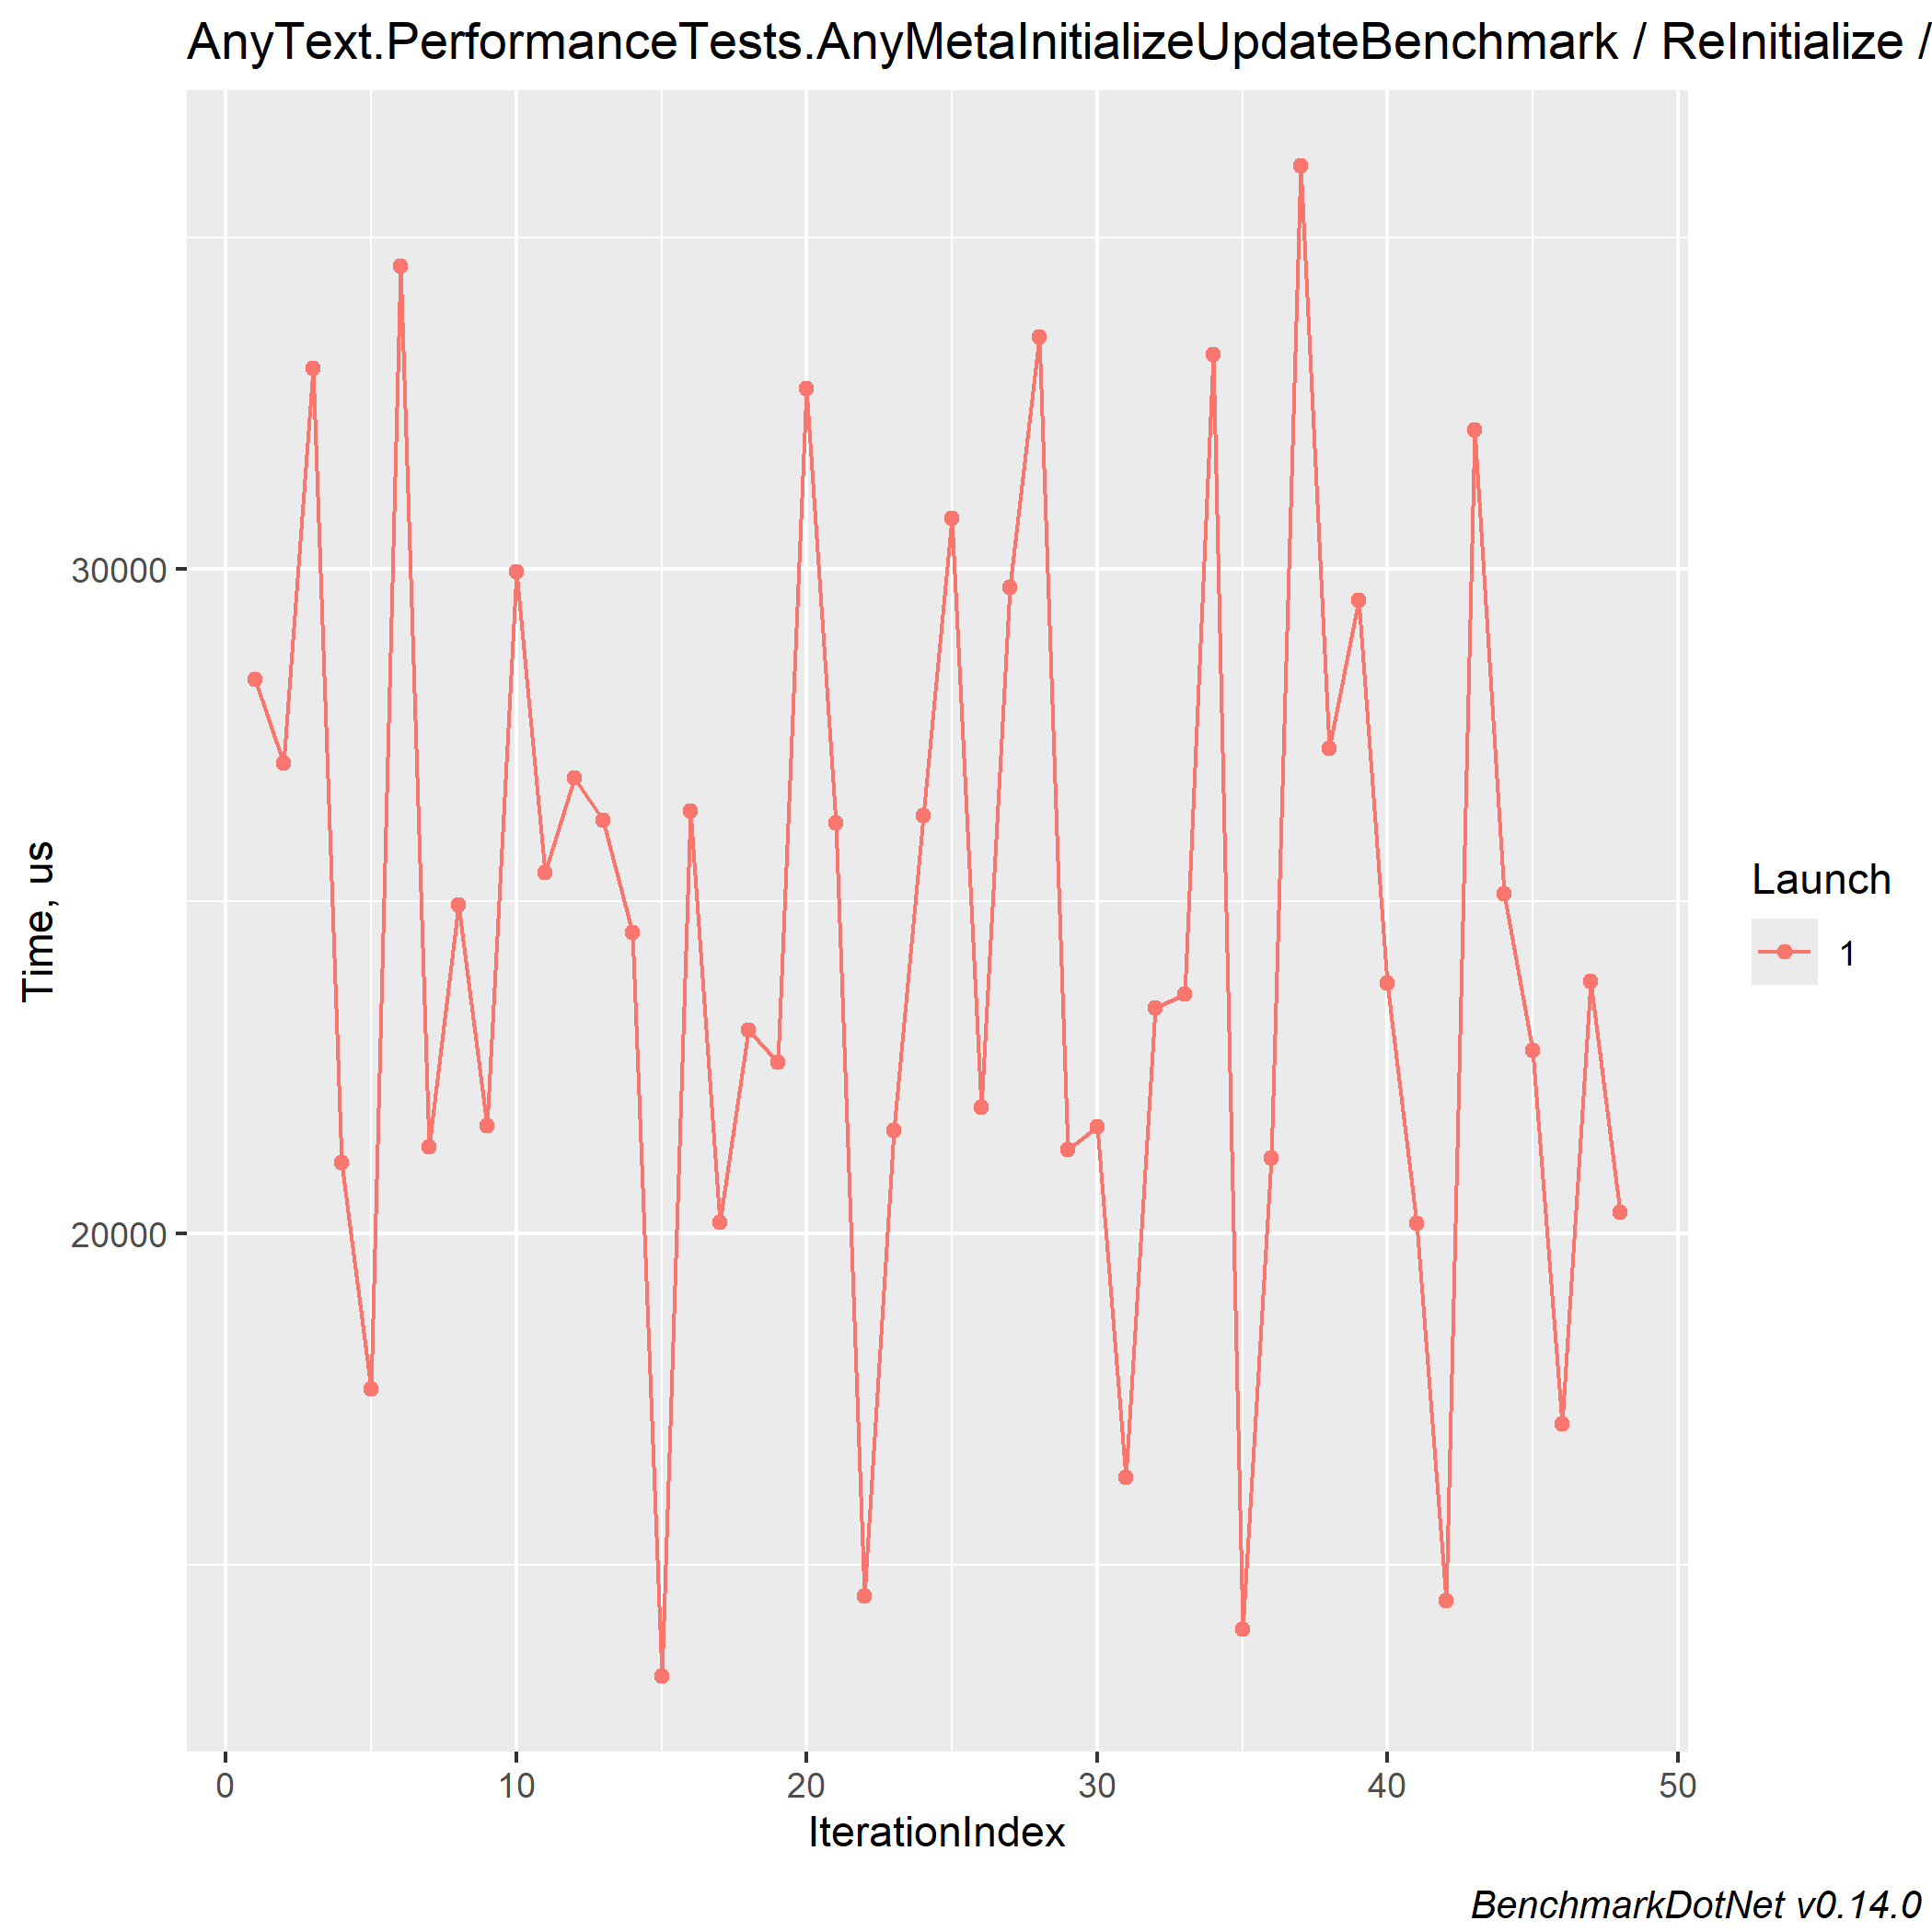 AnyText.PerformanceTests.AnyMetaInitializeUpdateBenchmark / ReInitialize /
Time, us
30000
20000
0 10 20 30 40 50
IterationIndex
Launch
1
BenchmarkDotNet v0.14.0